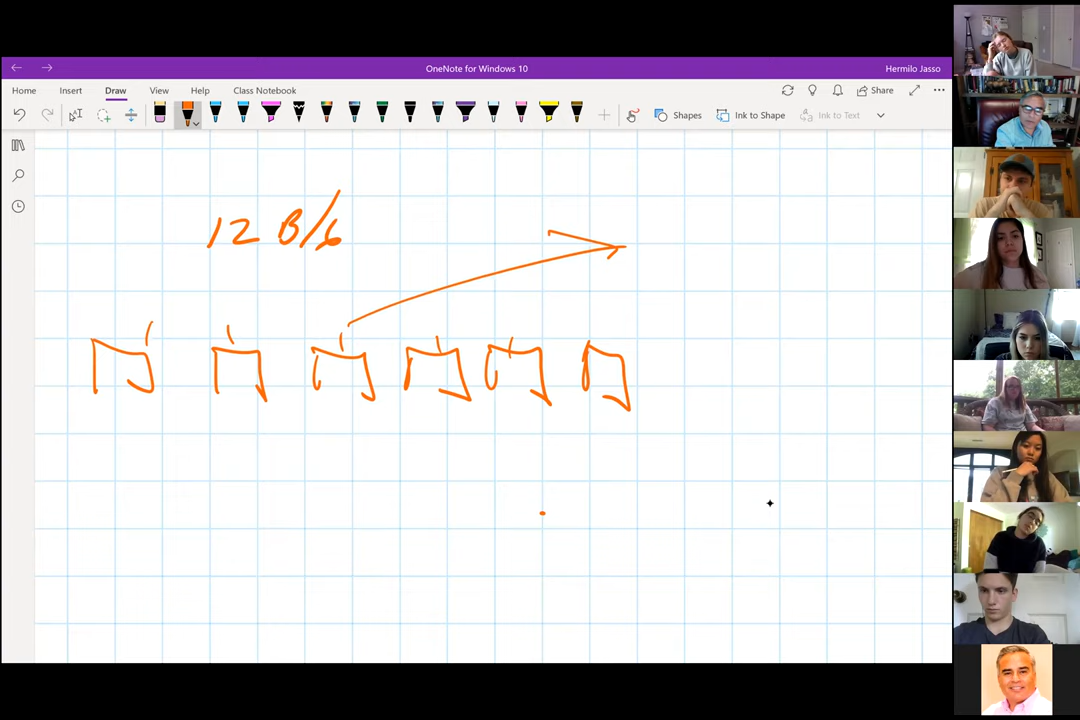 OneNote for Windows 10
Hermilo Jasso
Home Insert Draw View Help Class Notebook Share
Shapes Ink to Shape Ink to Text
12 B/6